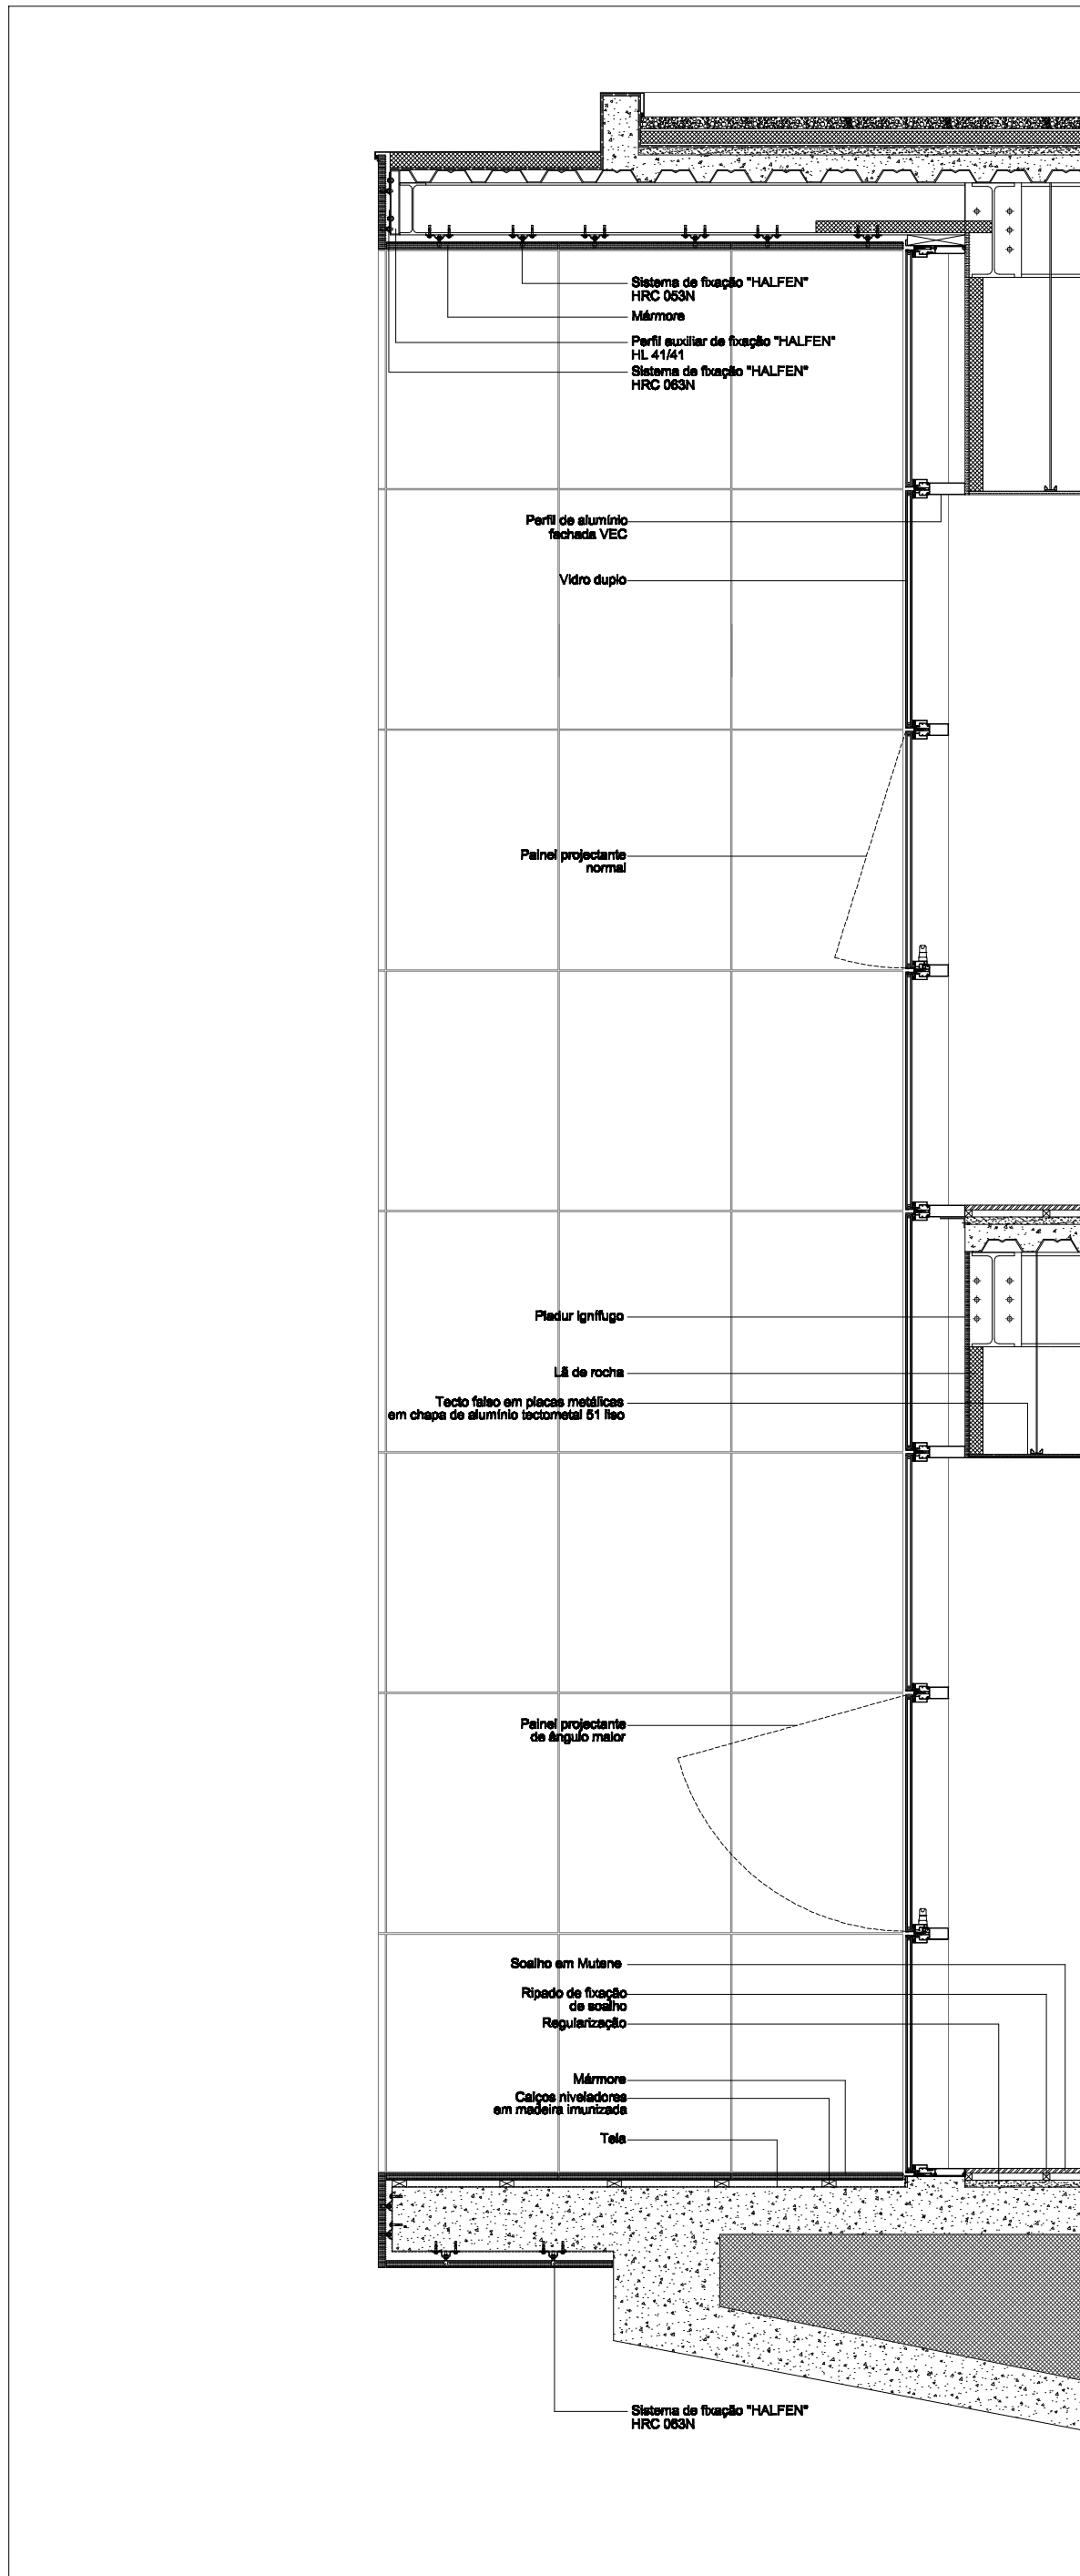 Sistema de fixação "HALFEN"
HRC 053N
Mármore
Perfil auxiliar de fixação "HALFEN"
HL 41/41
Sistema de fixação "HALFEN"
HRC 063N
Perfil de alumínio
fachada VEC
Vidro duplo
Painel projectante
normal
Pladur ignífugo
Lã de rocha
Tecto falso em placas metálicas
em chapa de alumínio tectometal 51 liso
Painel projectante
de ângulo maior
Soalho em Mutene
Ripado de fixação
de soalho
Regularização
Mármore
Calços niveladores
em madeira imunizada
Tela
Sistema de fixação "HALFEN"
HRC 063N